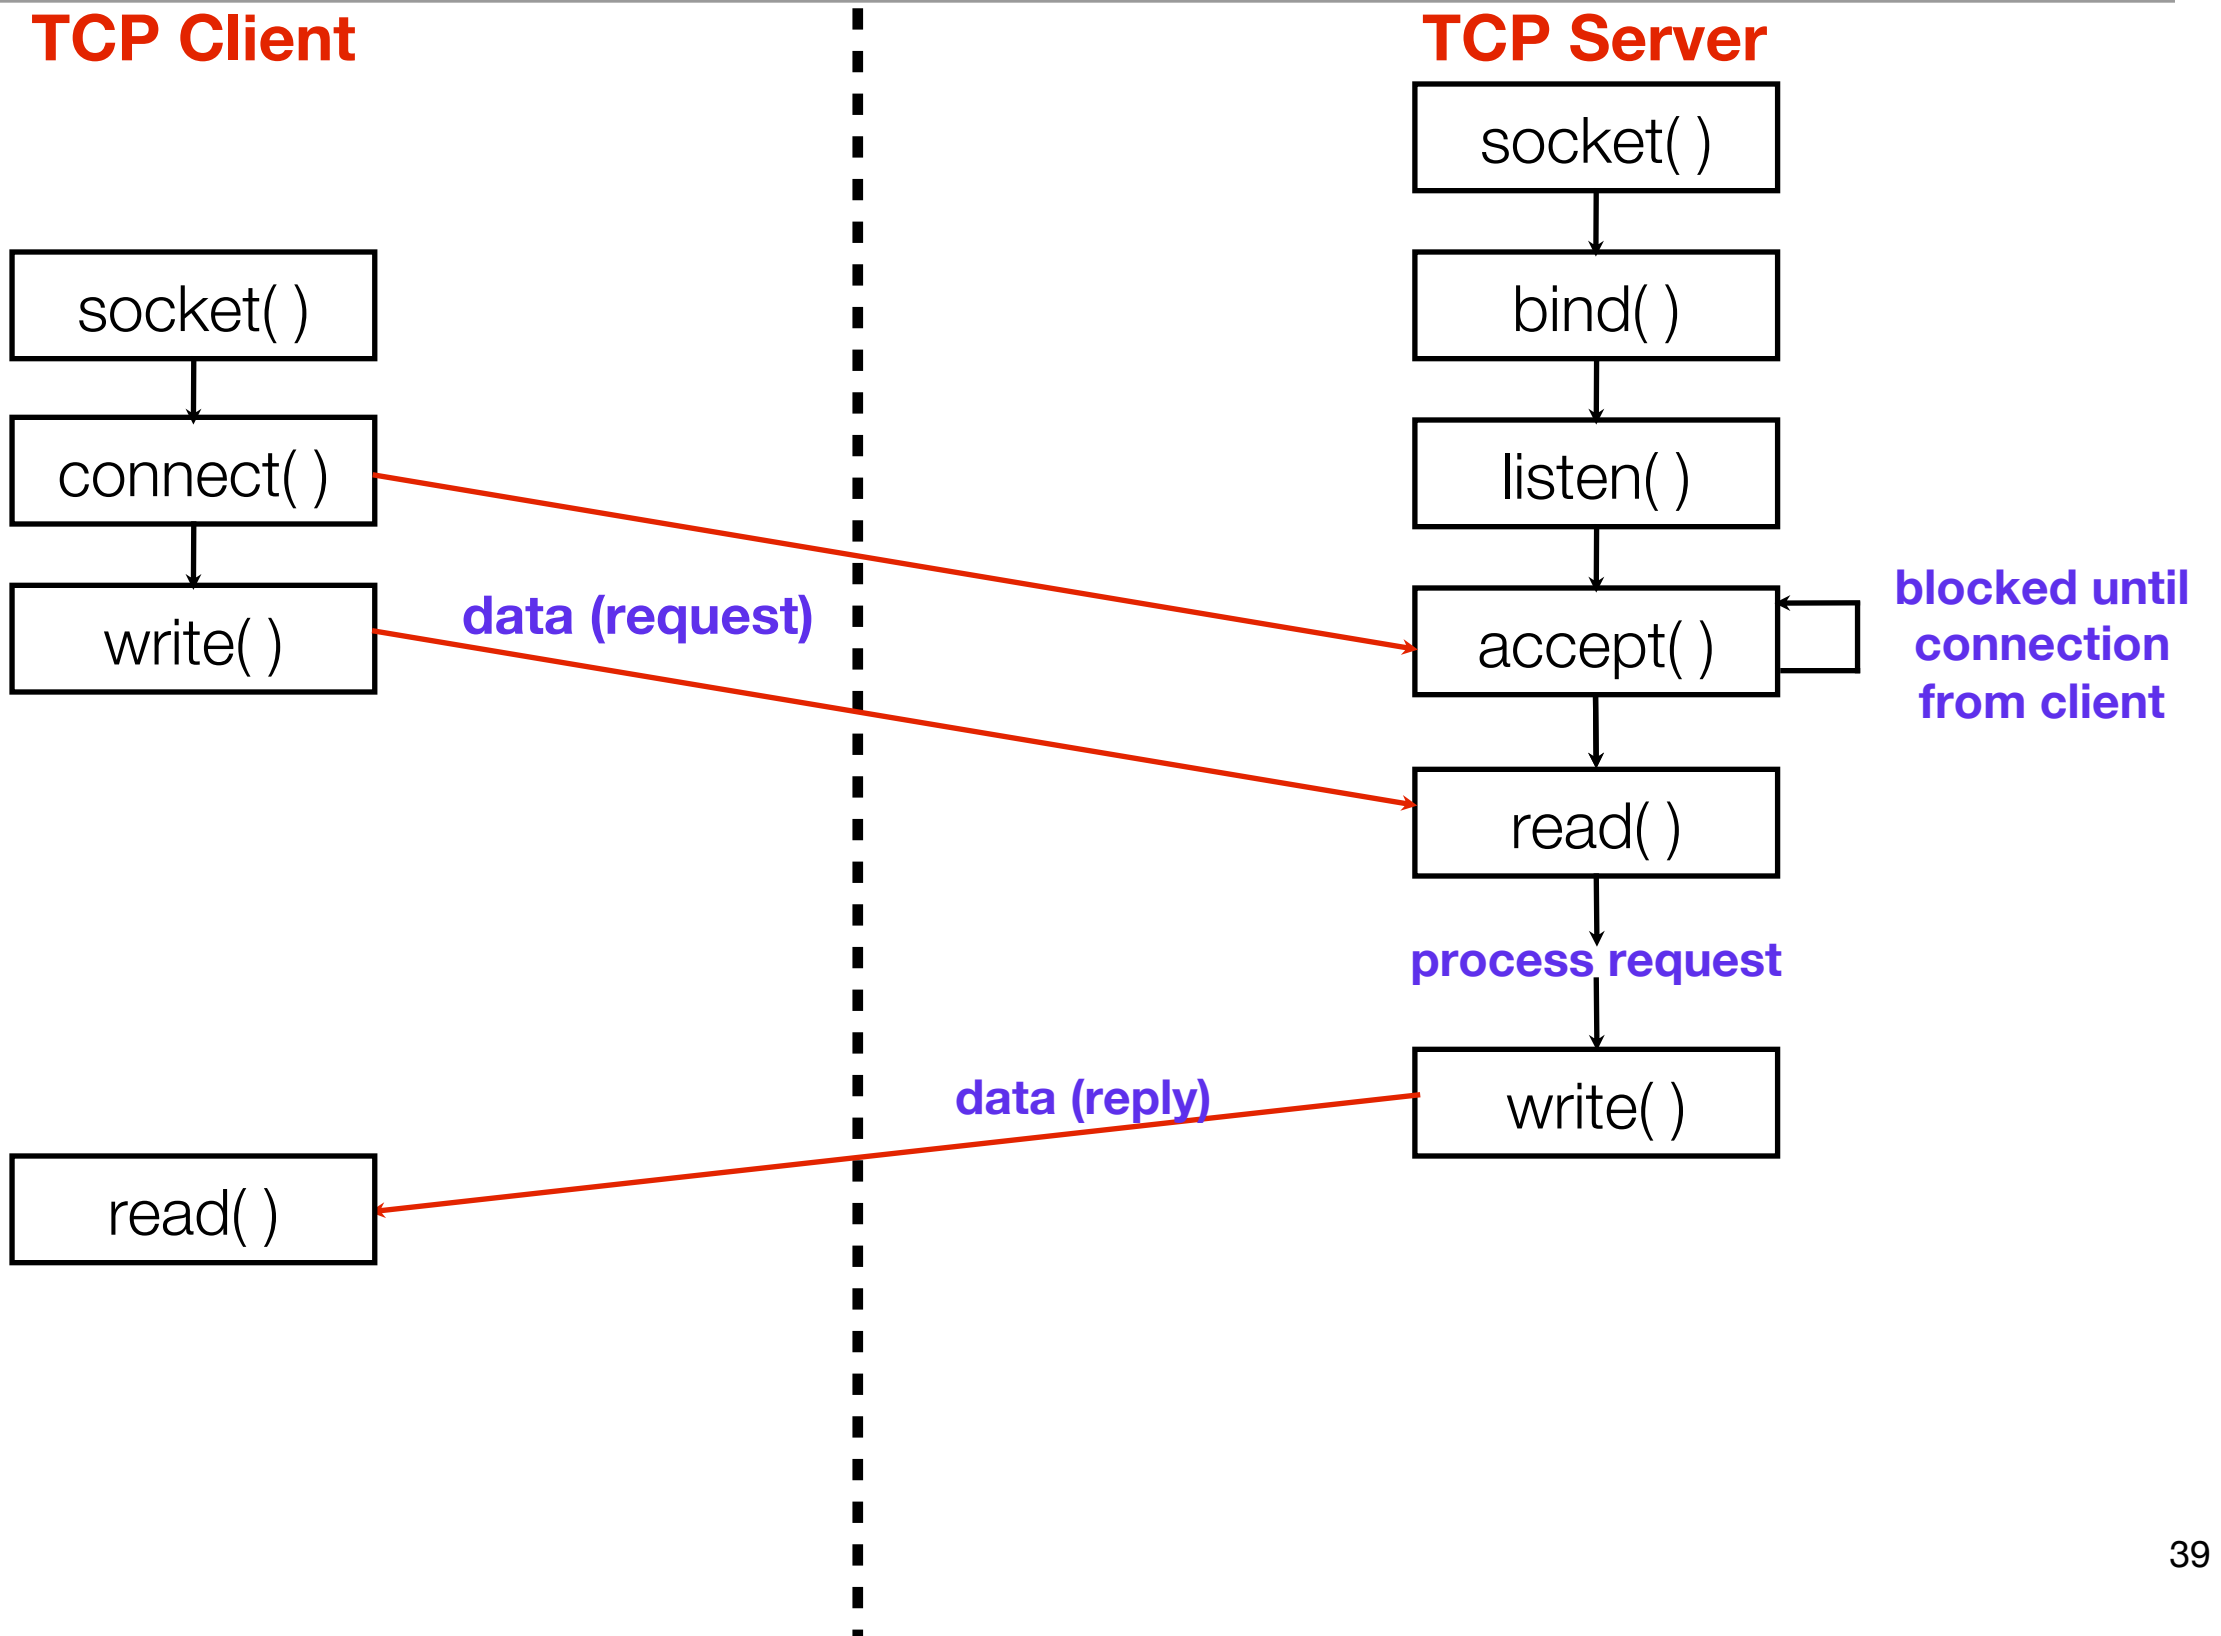 TCP Client
TCP Server
socket( )
socket( )
bind( )
connect( )
listen( )
write( )
data (request)
accept( )
blocked until
connection
from client
read( )
process request
data (reply)
write( )
read( )
39